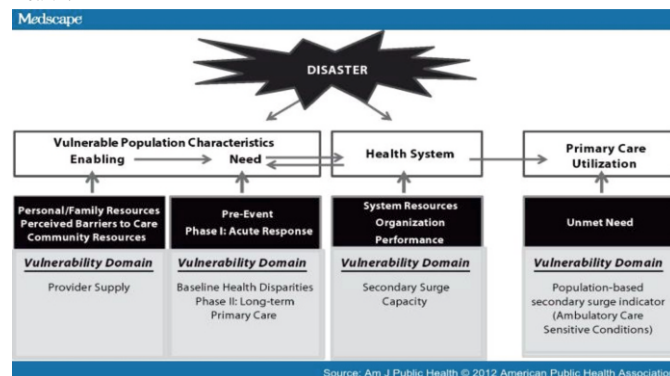 Medscape
DISASTER
Vulnerable Population Characteristics
Enabling
Need
Health System
Primary Care
Utilization
Personal/Family Resources
Perceived Barriers to Care
Community Resources
Pre-Event
Phase I: Acute Response
System Resources
Organization
Performance
Unmet Need
Vulnerability Domain
Provider Supply
Vulnerability Domain
Baseline Health Disparities
Phase II: Long-term
Primary Care
Vulnerability Domain
Secondary Surge
Capacity
Vulnerability Domain
Population-based
secondary surge indicator
(Ambulatory Care
Sensitive Conditions)
Source: Am J Public Health © 2012 American Public Health Association